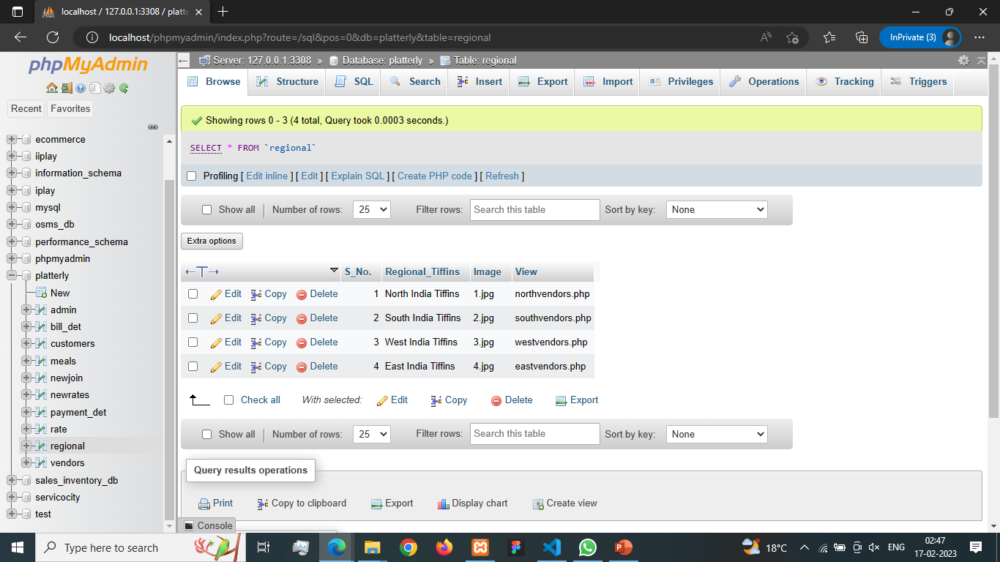 localhost / 127.0.0.1:3308 / platte
localhost/phpmyadmin/index.php?route=/sql&pos=0&db=platterly&table=regional
InPrivate (3)
phpMyAdmin
Recent Favorites
ecommerce
iiplay
information_schema
iplay
mysql
osms_db
performance_schema
phpmyadmin
platterly
New
admin
bill_det
customers
meals
newjoin
newrates
payment_det
rate
regional
vendors
sales_inventory_db
servicocity
test
Server: 127.0.0.1:3308 » Database: platterly » Table: regional
Browse Structure SQL Search Insert Export Import Privileges Operations Tracking Triggers
Showing rows 0 - 3 (4 total, Query took 0.0003 seconds.)
SELECT * FROM `regional`
Profiling [ Edit inline ] [ Edit ] [ Explain SQL ] [ Create PHP code ] [ Refresh ]
Show all Number of rows: 25 Filter rows: Search this table Sort by key: None
Extra options
←T→ S_No. Regional_Tiffins Image View
Edit Copy Delete 1 North India Tiffins 1.jpg northvendors.php
Edit Copy Delete 2 South India Tiffins 2.jpg southvendors.php
Edit Copy Delete 3 West India Tiffins 3.jpg westvendors.php
Edit Copy Delete 4 East India Tiffins 4.jpg eastvendors.php
Check all With selected: Edit Copy Delete Export
Show all Number of rows: 25 Filter rows: Search this table Sort by key: None
Query results operations
Print Copy to clipboard Export Display chart Create view
Console
Type here to search
18°C ENG 02:47
17-02-2023